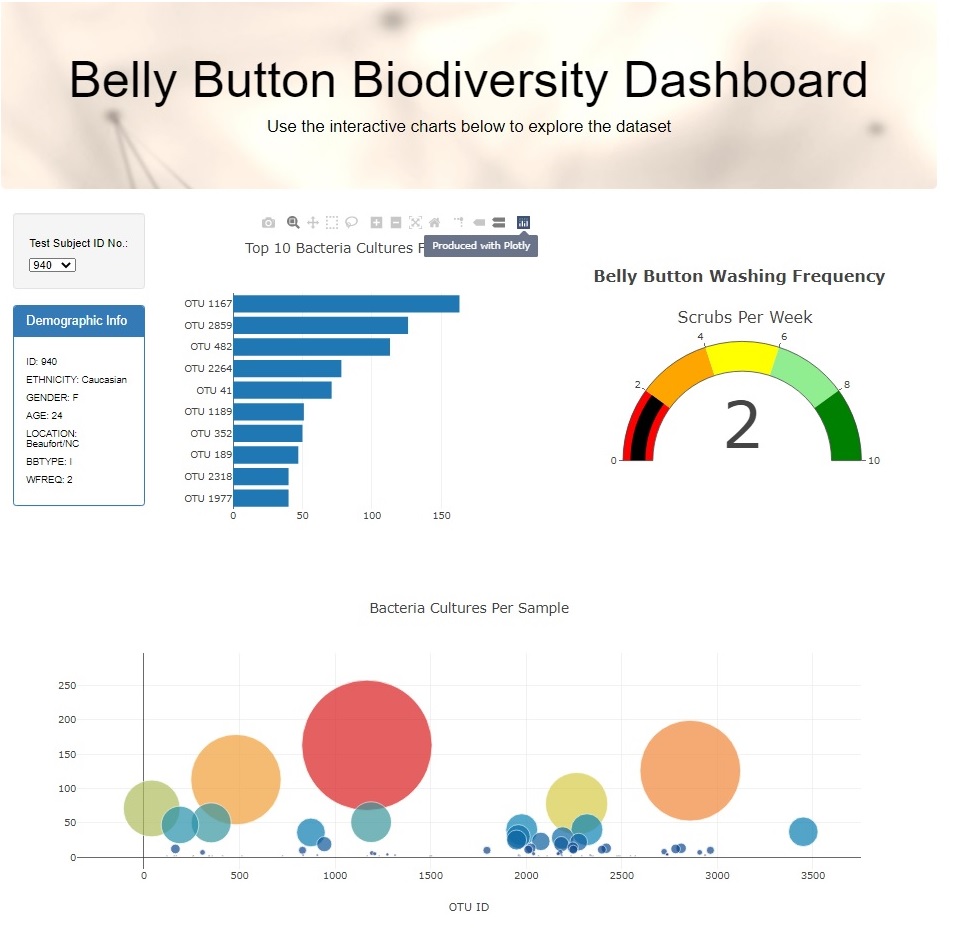 Belly Button Biodiversity Dashboard
Use the interactive charts below to explore the dataset
Test Subject ID No.:
940
Demographic Info
ID: 940
ETHNICITY: Caucasian
GENDER: F
AGE: 24
LOCATION:
Beaufort/NC
BBTYPE: I
WFREQ: 2
Top 10 Bacteria Cultures F
Produced with Plotly
OTU 1167
OTU 2859
OTU 482
OTU 2264
OTU 41
OTU 1189
OTU 352
OTU 189
OTU 2318
OTU 1977
0 50 100 150
Belly Button Washing Frequency
Scrubs Per Week
4 6
2 8
2
0 10
Bacteria Cultures Per Sample
250
200
150
100
50
0
0 500 1000 1500 2000 2500 3000 3500
OTU ID